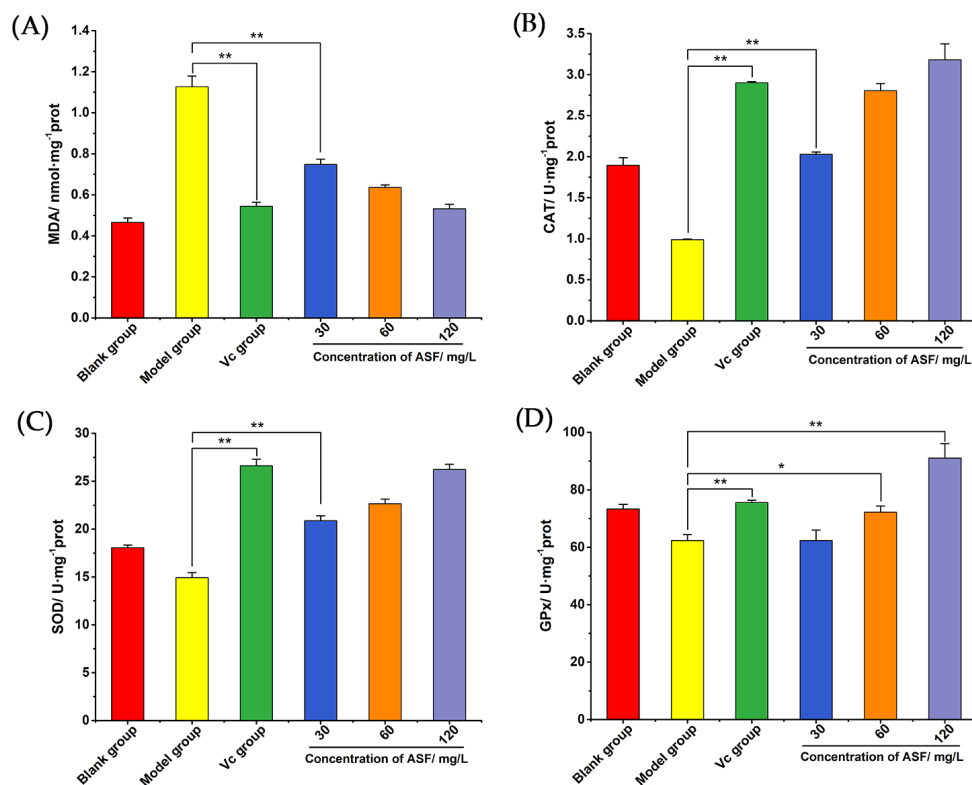 (A)
**
**
MDA/ nmol·mg⁻¹prot
1.4
1.2
1.0
0.8
0.6
0.4
0.2
0.0
Blank group
Model group
Vc group
30
60
120
Concentration of ASF/ mg/L
(B)
**
**
CAT/ U·mg⁻¹prot
3.5
3.0
2.5
2.0
1.5
1.0
0.5
0.0
Blank group
Model group
Vc group
30
60
120
Concentration of ASF/ mg/L
(C)
**
**
SOD/ U·mg⁻¹prot
30
25
20
15
10
5
0
Blank group
Model group
Vc group
30
60
120
Concentration of ASF/ mg/L
(D)
**
*
**
GPx/ U·mg⁻¹prot
100
80
60
40
20
0
Blank group
Model group
Vc group
30
60
120
Concentration of ASF/ mg/L